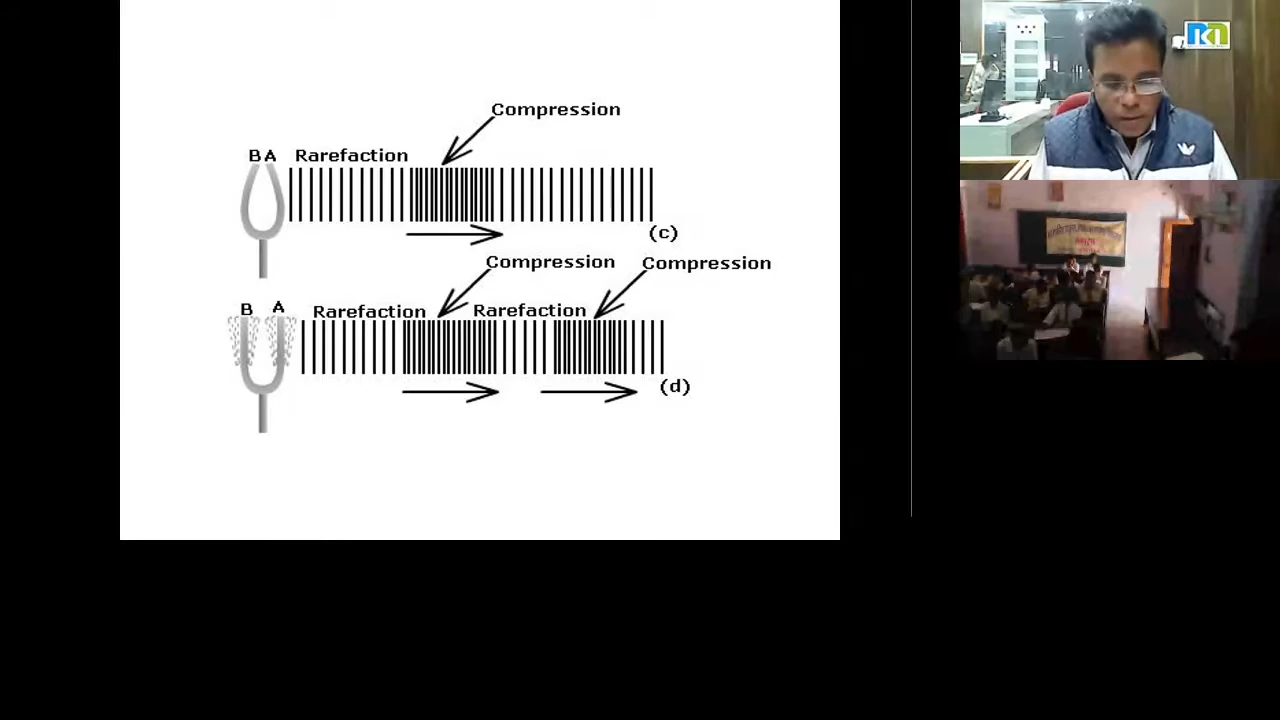 Compression
B A Rarefaction
(c)
Compression Compression
B A Rarefaction Rarefaction
(d)